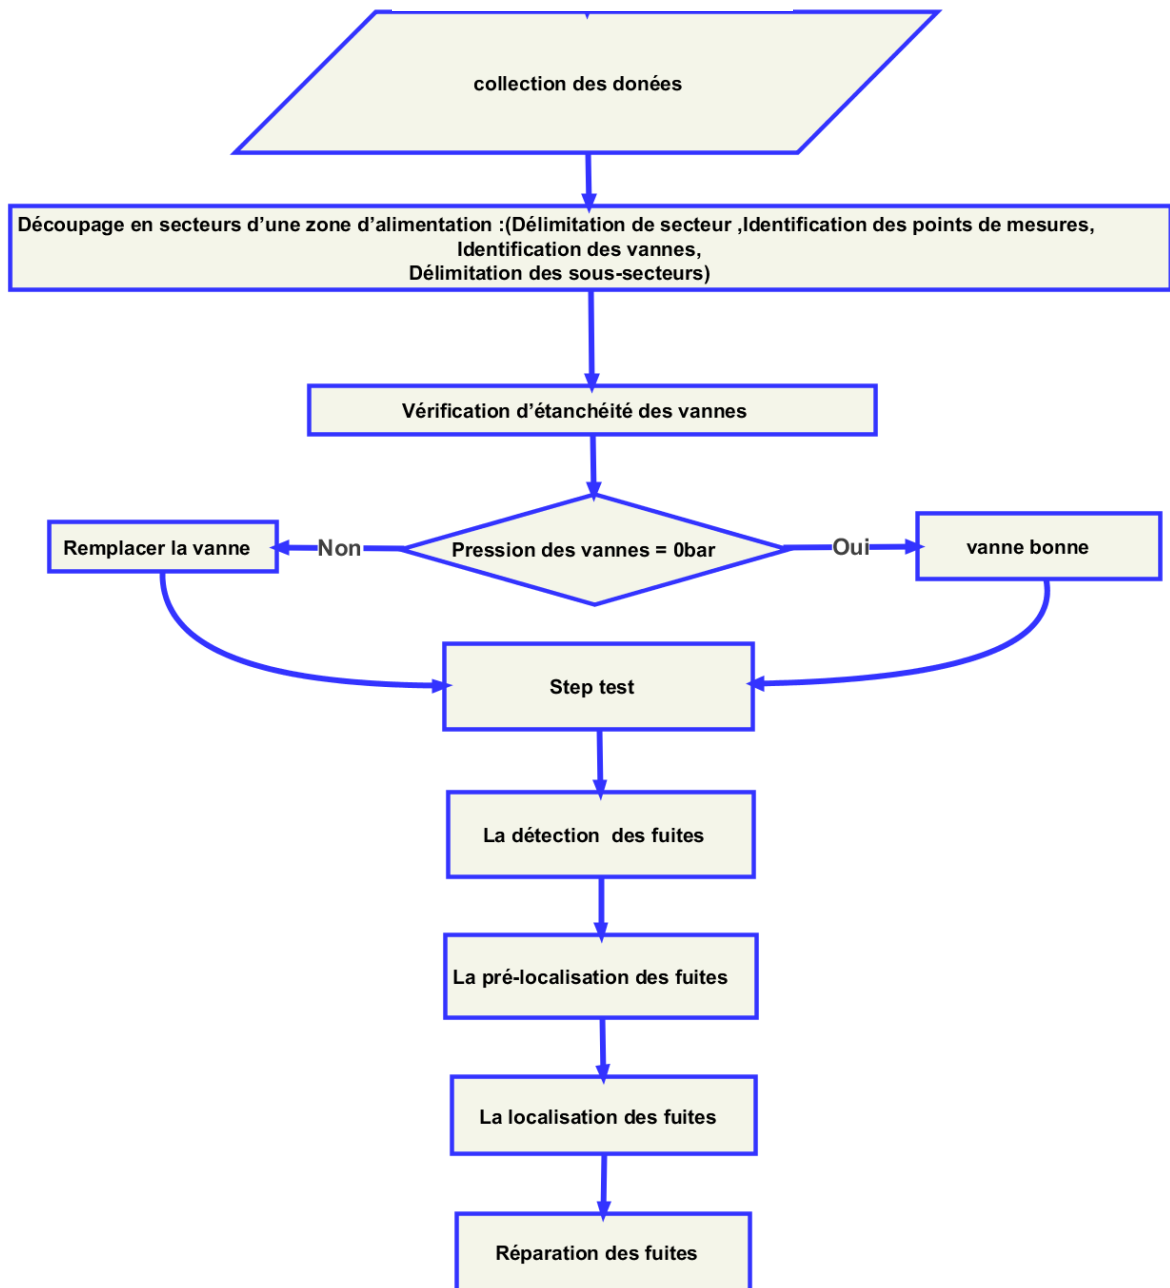 collection des donées
Découpage en secteurs d’une zone d’alimentation :(Délimitation de secteur ,Identification des points de mesures,
Identification des vannes,
Délimitation des sous-secteurs)
Vérification d’étanchéité des vannes
Remplacer la vanne
Non
Pression des vannes = 0bar
Oui
vanne bonne
Step test
La détection des fuites
La pré-localisation des fuites
La localisation des fuites
Réparation des fuites